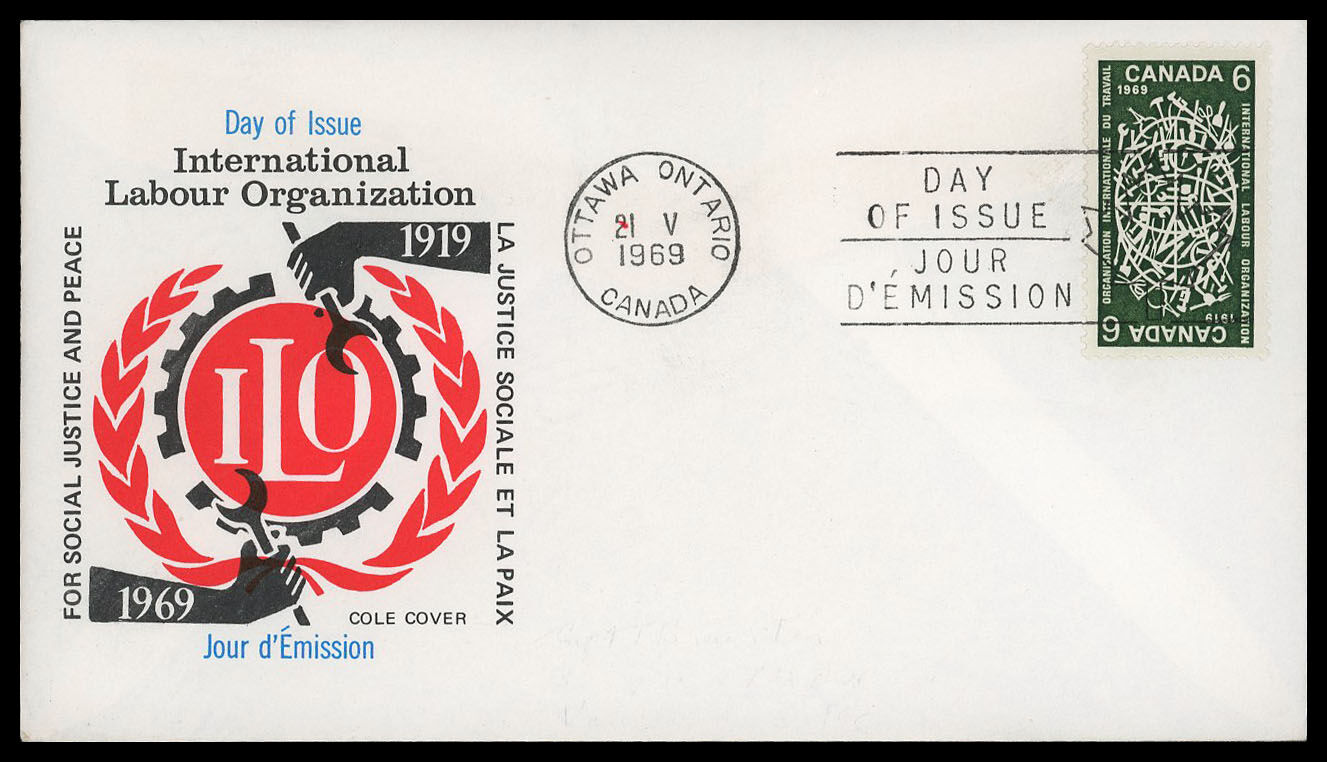 Day of Issue
International
Labour Organization
1919
FOR SOCIAL JUSTICE AND PEACE
LA JUSTICE SOCIALE ET LA PAIX
ILO
1969
COLE COVER
Jour d'Émission
OTTAWA ONTARIO
21 V
1969
CANADA
DAY
OF ISSUE
JOUR
D'ÉMISSION
CANADA 6
1969
ORGANISATION INTERNATIONALE DU TRAVAIL
INTERNATIONAL LABOUR ORGANIZATION
1919
CANADA 6